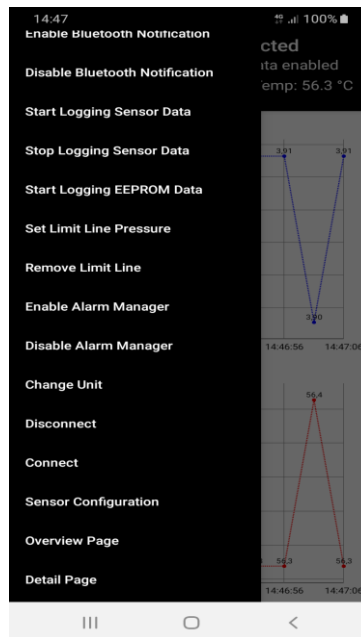 14:47
4G 100%
Enable Bluetooth Notification
cted
Disable Bluetooth Notification
ata enabled
Temp: 56.3 °C
Start Logging Sensor Data
Stop Logging Sensor Data
3,91 3,91
Start Logging EEPROM Data
Set Limit Line Pressure
Remove Limit Line
Enable Alarm Manager
3,90
Disable Alarm Manager
14:46:56 14:47:06
Change Unit
56,4
Disconnect
Connect
Sensor Configuration
Overview Page
56,3 56,3
Detail Page
14:46:56 14:47:06